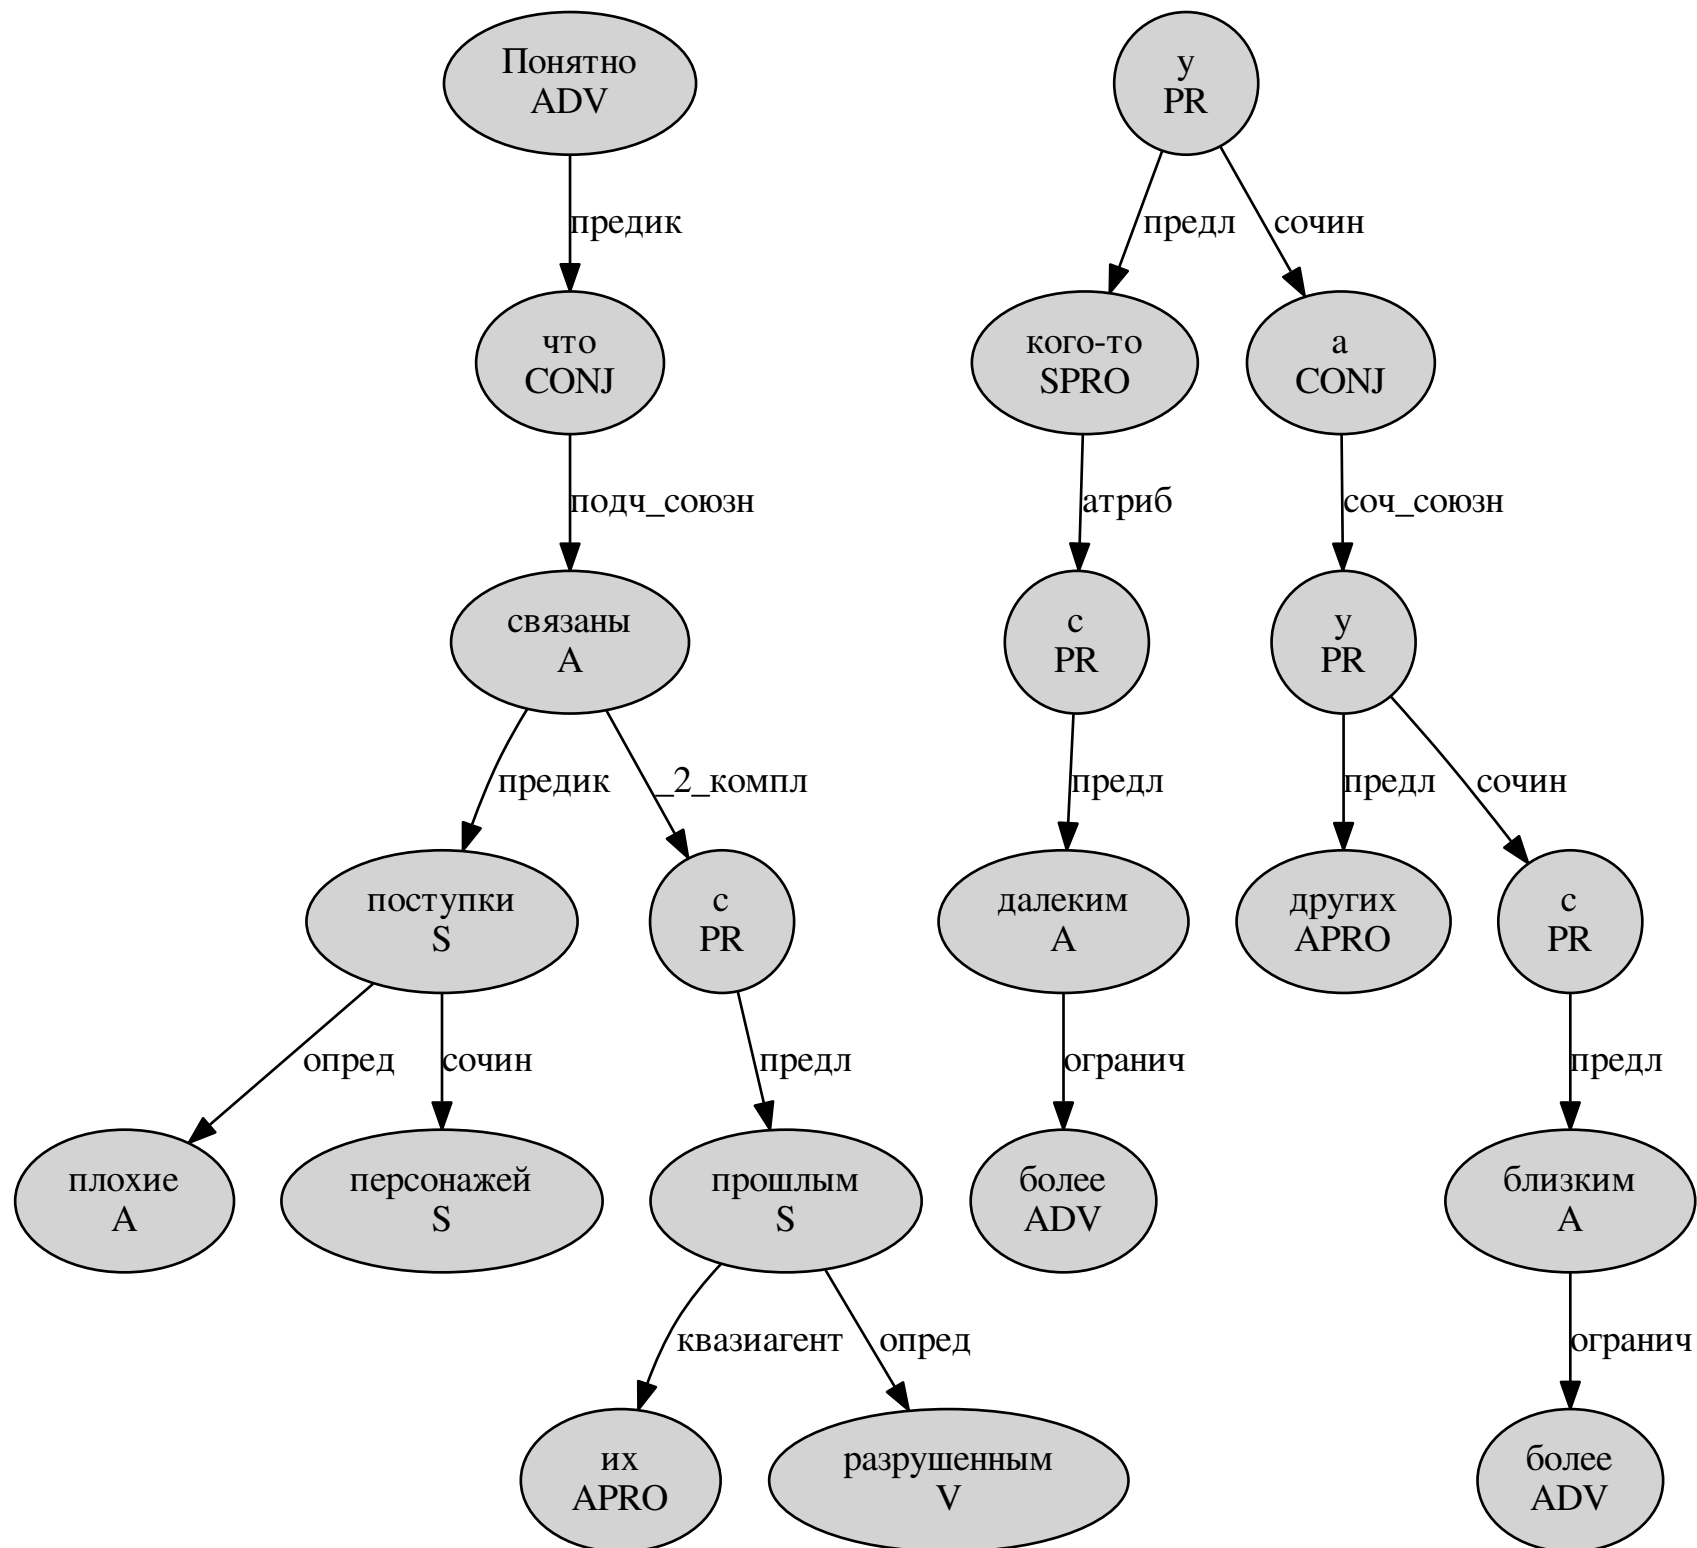 Понятно
ADV
у
PR
предик
предл
сочин
что
CONJ
кого-то
SPRO
а
CONJ
подч_союзн
атриб
соч_союзн
связаны
A
с
PR
у
PR
предик
_2_компл
предл
предл
сочин
поступки
S
с
PR
далеким
A
других
APRO
с
PR
опред
сочин
предл
огранич
предл
плохие
A
персонажей
S
прошлым
S
более
ADV
близким
A
квазиагент
опред
огранич
их
APRO
разрушенным
V
более
ADV